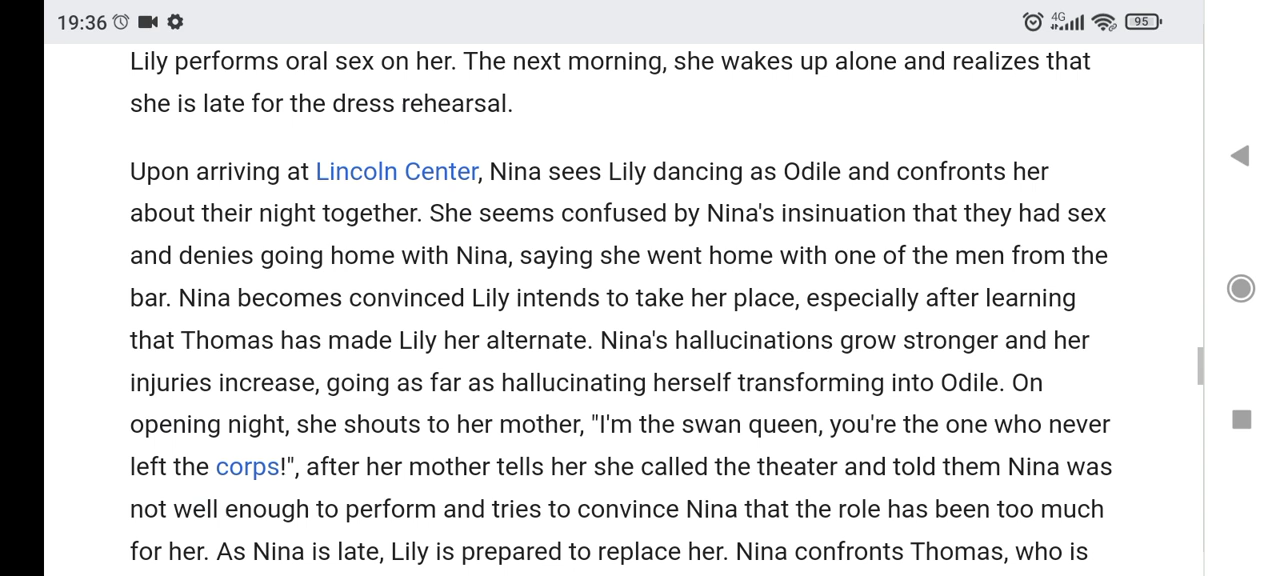 19:36
4G
95
Lily performs oral sex on her. The next morning, she wakes up alone and realizes that
she is late for the dress rehearsal.
Upon arriving at Lincoln Center, Nina sees Lily dancing as Odile and confronts her
about their night together. She seems confused by Nina's insinuation that they had sex
and denies going home with Nina, saying she went home with one of the men from the
bar. Nina becomes convinced Lily intends to take her place, especially after learning
that Thomas has made Lily her alternate. Nina's hallucinations grow stronger and her
injuries increase, going as far as hallucinating herself transforming into Odile. On
opening night, she shouts to her mother, "I'm the swan queen, you're the one who never
left the corps!", after her mother tells her she called the theater and told them Nina was
not well enough to perform and tries to convince Nina that the role has been too much
for her. As Nina is late, Lily is prepared to replace her. Nina confronts Thomas, who is